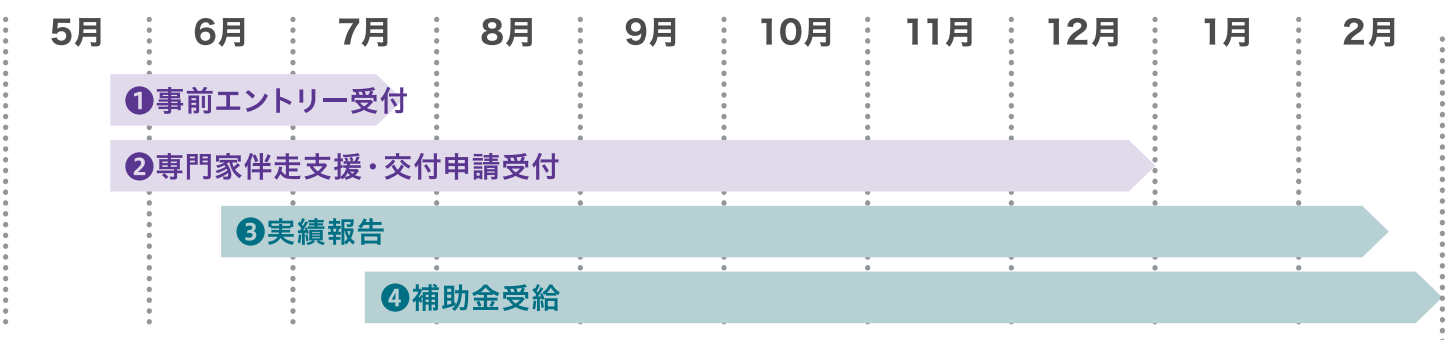 5月 6月 7月 8月 9月 10月 11月 12月 1月 2月
❶事前エントリー受付
❷専門家伴走支援・交付申請受付
❸実績報告
❹補助金受給